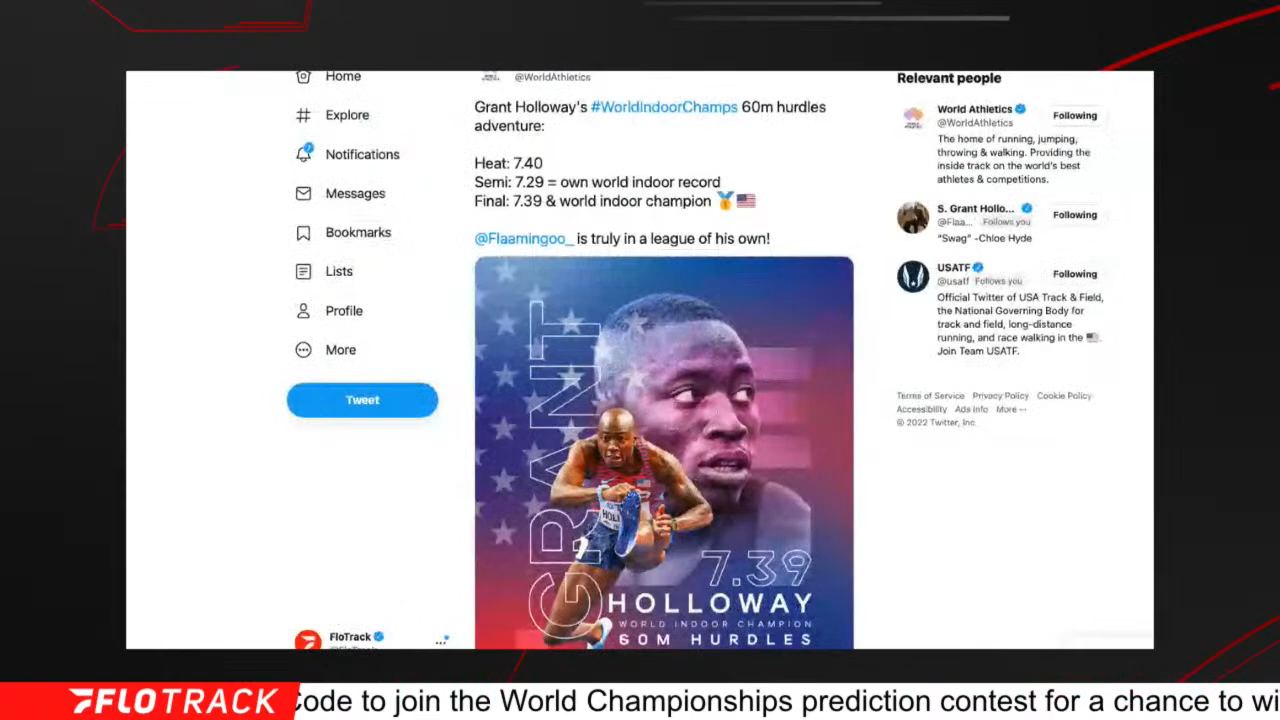 Home
Explore
Notifications
Messages
Bookmarks
Lists
Profile
More
Tweet
FloTrack
@WorldAthletics
Grant Holloway's #WorldIndoorChamps 60m hurdles
adventure:
Heat: 7.40
Semi: 7.29 = own world indoor record
Final: 7.39 & world indoor champion 🥇🇺🇸
@Flaamingoo_ is truly in a league of his own!
GRANT
HOLL
7.39
HOLLOWAY
WORLD INDOOR CHAMPION
60M HURDLES
Relevant people
World Athletics
Following
@WorldAthletics
The home of running, jumping,
throwing & walking. Providing the
inside track on the world's best
athletes & competitions.
S. Grant Hollo...
Following
@Flaa... Follows you
"Swag" -Chloe Hyde
USATF
Following
@usatf Follows you
Official Twitter of USA Track & Field,
the National Governing Body for
track and field, long-distance
running, and race walking in the 🇺🇸.
Join Team USATF.
Terms of Service Privacy Policy Cookie Policy
Accessibility Ads info More ...
© 2022 Twitter, Inc.
FLOTRACK
Code to join the World Championships prediction contest for a chance to wi